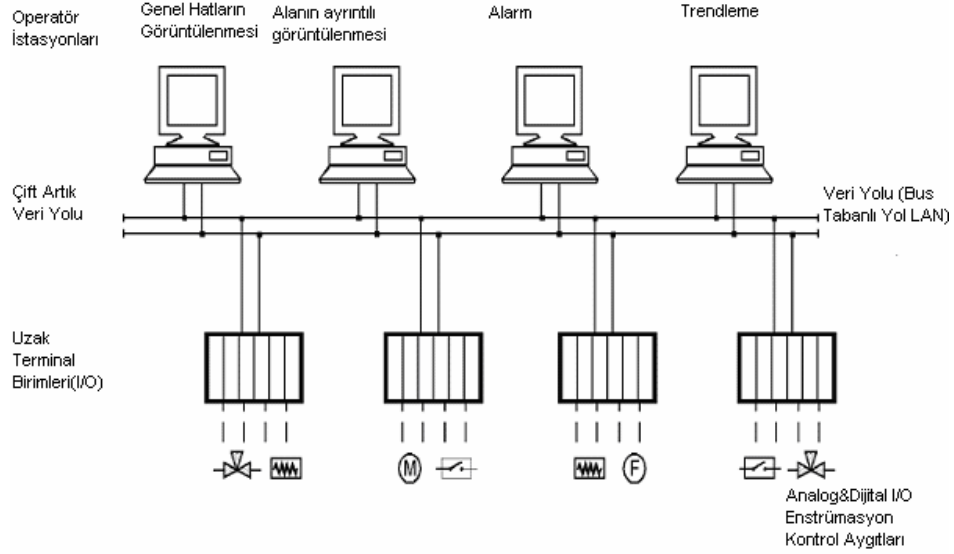 Operatör
İstasyonları
Genel Hatların
Görüntülenmesi
Alanın ayrıntılı
görüntülenmesi
Alarm
Trendleme
Çift Artık
Veri Yolu
Veri Yolu (Bus
Tabanlı Yol LAN)
Uzak
Terminal
Birimleri(I/O)
M
F
Analog&Dijital I/O
Enstrümasyon
Kontrol Aygıtları